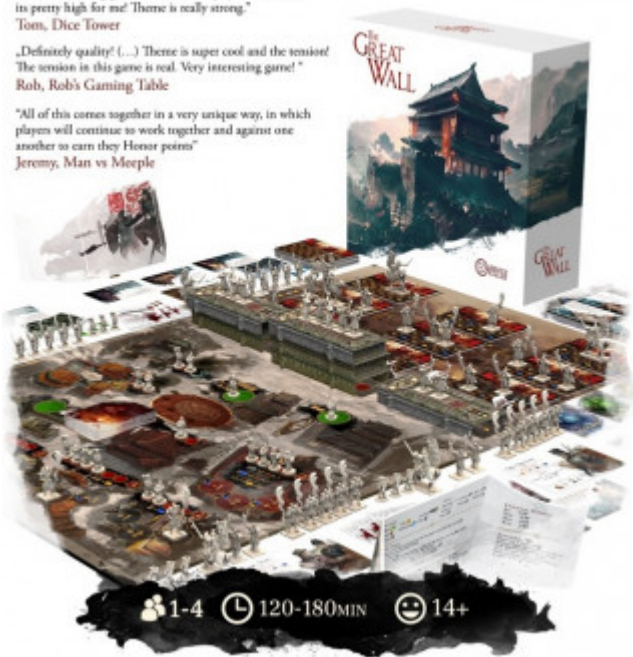 its pretty high for me! Theme is really strong."
Tom, Dice Tower
„Definitely quality! (…) Theme is super cool and the tension!
The tension in this game is real. Very interesting game! "
Rob, Rob's Gaming Table
"All of this comes together in a very unique way, in which
players will continue to work together and against one
another to earn they Honor points"
Jeremy, Man vs Meeple
The
GREAT
WALL
The
GREAT
WALL
1-4
120-180MIN
14+